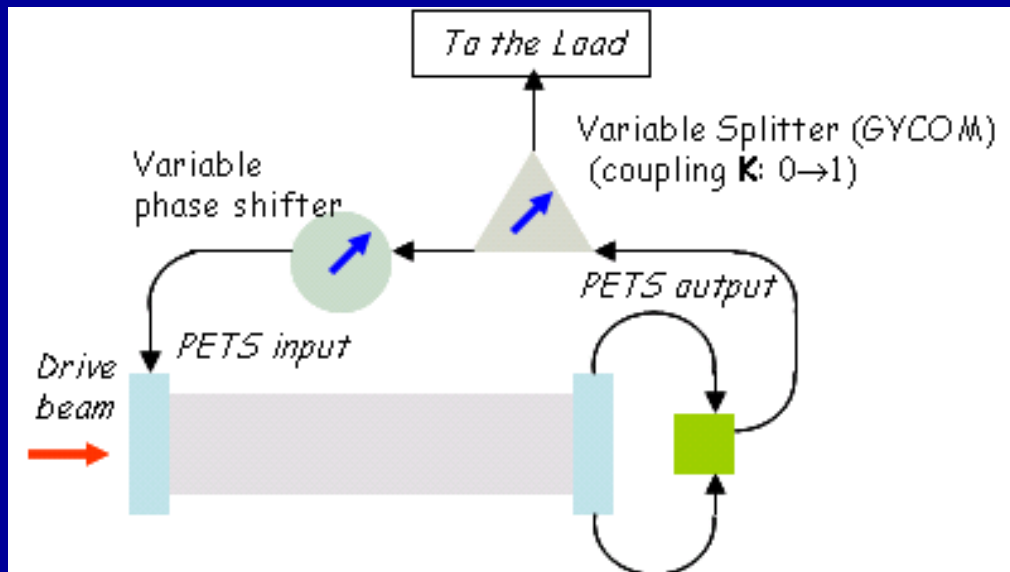 To the Load
Variable Splitter (GYCOM)
(coupling K: 0→1)
Variable
phase shifter
PETS output
PETS input
Drive
beam